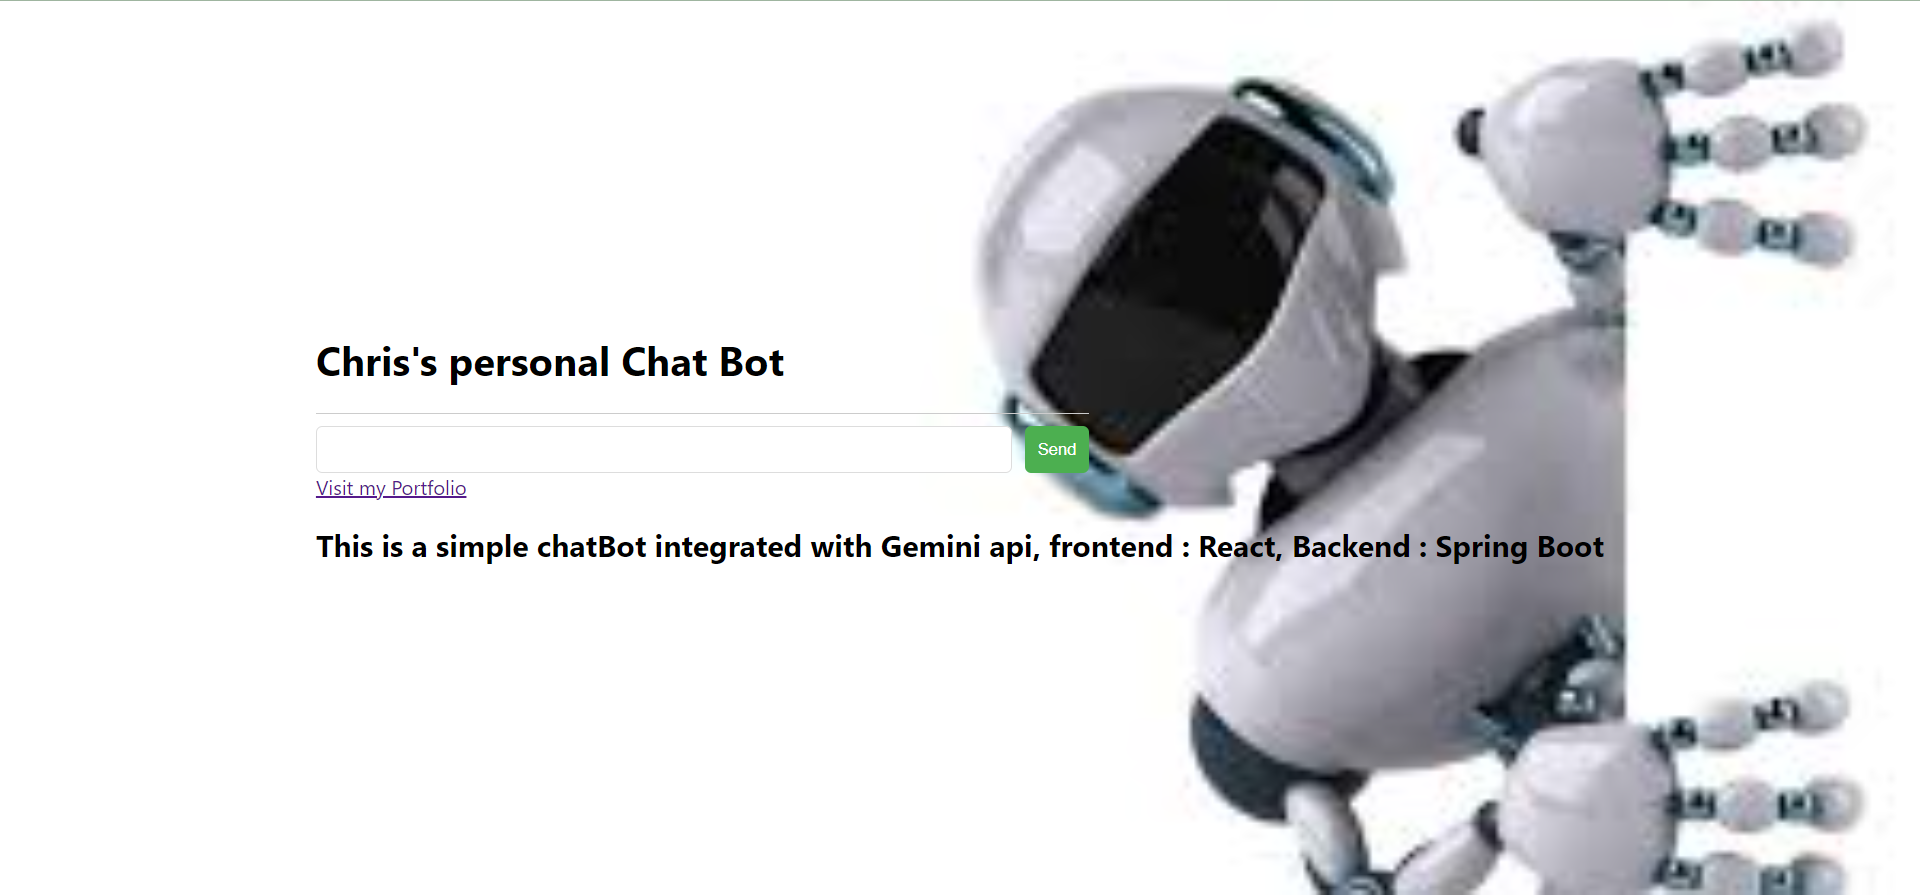 Chris's personal Chat Bot
Send
Visit my Portfolio
This is a simple chatBot integrated with Gemini api, frontend : React, Backend : Spring Boot